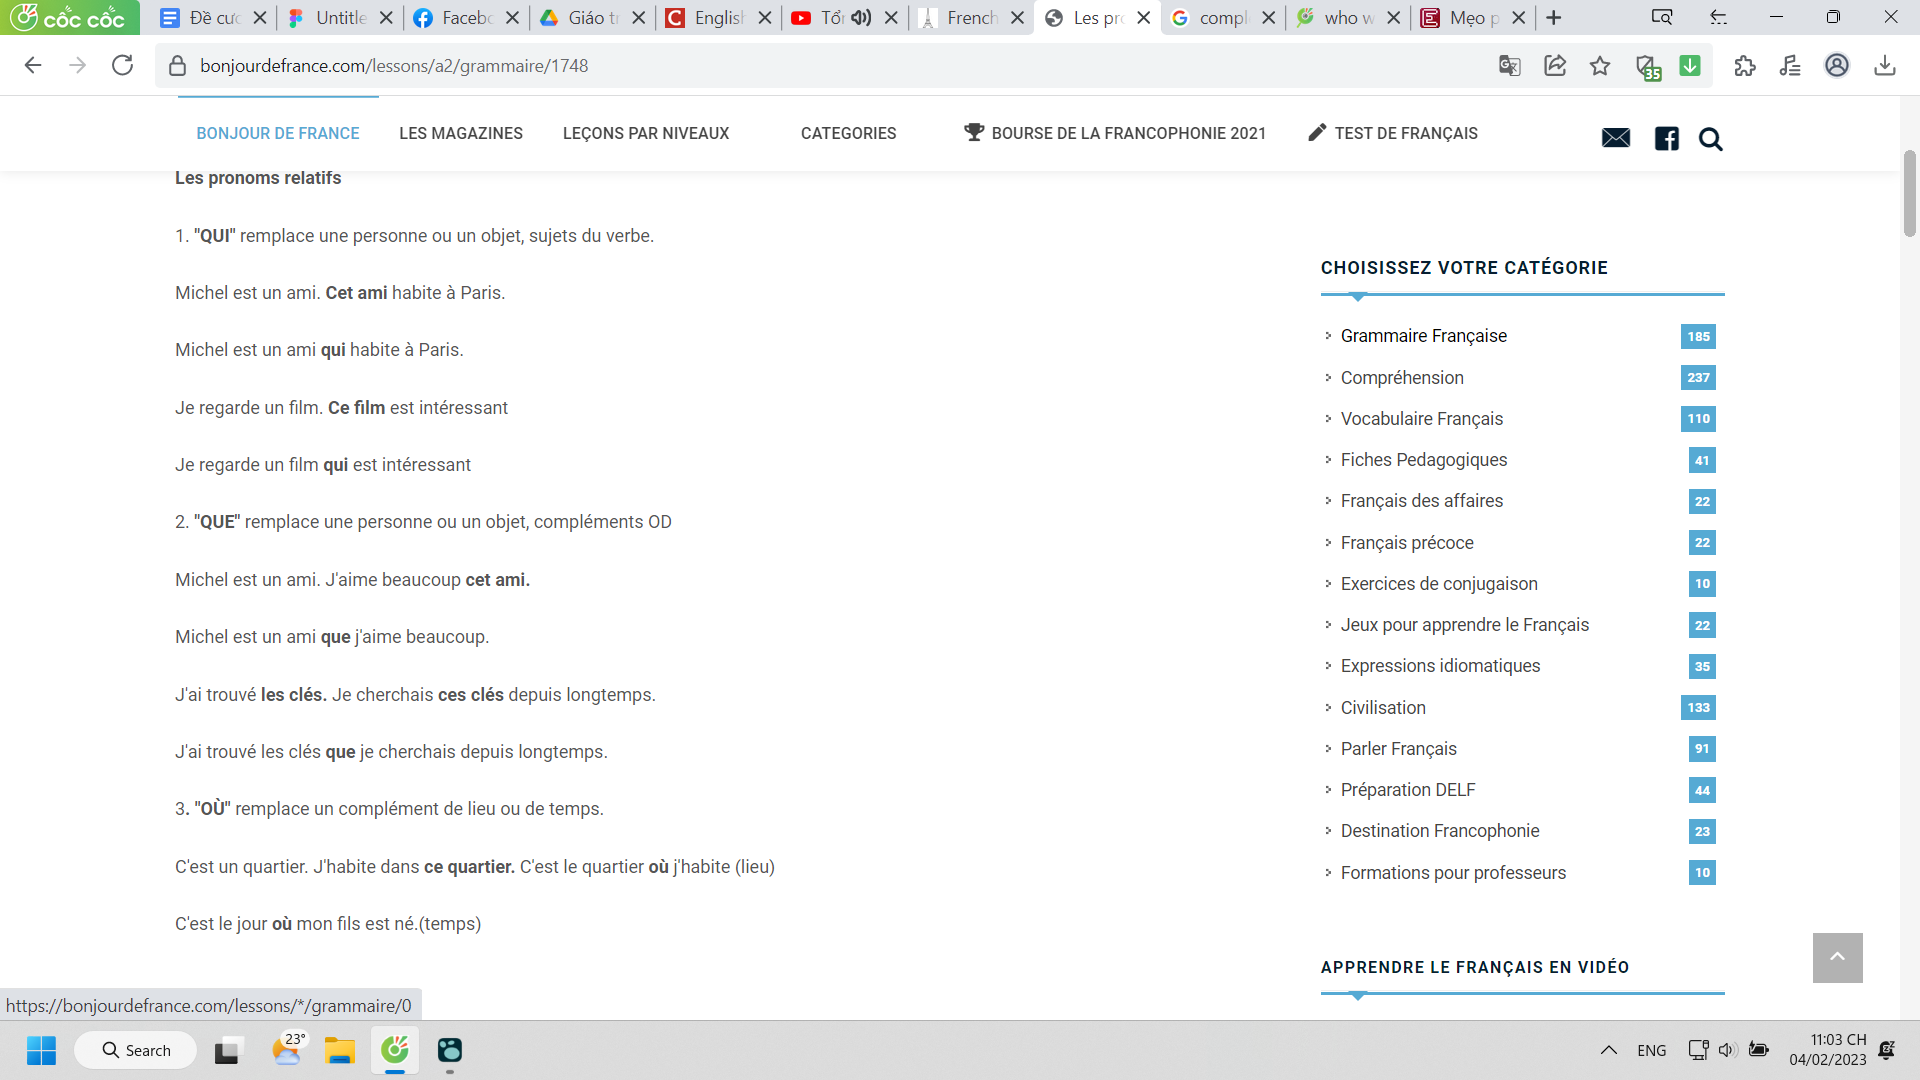 cốc cốc
Đề cươ
Untitle
Facebo
Giáo tr
English
Tổn
French
Les pro
compl
who w
Mẹo p
bonjourdefrance.com/lessons/a2/grammaire/1748
35
BONJOUR DE FRANCE
LES MAGAZINES
LEÇONS PAR NIVEAUX
CATEGORIES
BOURSE DE LA FRANCOPHONIE 2021
TEST DE FRANÇAIS
Les pronoms relatifs
1. "QUI" remplace une personne ou un objet, sujets du verbe.
Michel est un ami. Cet ami habite à Paris.
Michel est un ami qui habite à Paris.
Je regarde un film. Ce film est intéressant
Je regarde un film qui est intéressant
2. "QUE" remplace une personne ou un objet, compléments OD
Michel est un ami. J'aime beaucoup cet ami.
Michel est un ami que j'aime beaucoup.
J'ai trouvé les clés. Je cherchais ces clés depuis longtemps.
J'ai trouvé les clés que je cherchais depuis longtemps.
3. "OÙ" remplace un complément de lieu ou de temps.
C'est un quartier. J'habite dans ce quartier. C'est le quartier où j'habite (lieu)
C'est le jour où mon fils est né.(temps)
CHOISISSEZ VOTRE CATÉGORIE
Grammaire Française 185
Compréhension 237
Vocabulaire Français 110
Fiches Pedagogiques 41
Français des affaires 22
Français précoce 22
Exercices de conjugaison 10
Jeux pour apprendre le Français 22
Expressions idiomatiques 35
Civilisation 133
Parler Français 91
Préparation DELF 44
Destination Francophonie 23
Formations pour professeurs 10
APPRENDRE LE FRANÇAIS EN VIDÉO
https://bonjourdefrance.com/lessons/*/grammaire/0
Search
23°
ENG
11:03 CH
04/02/2023